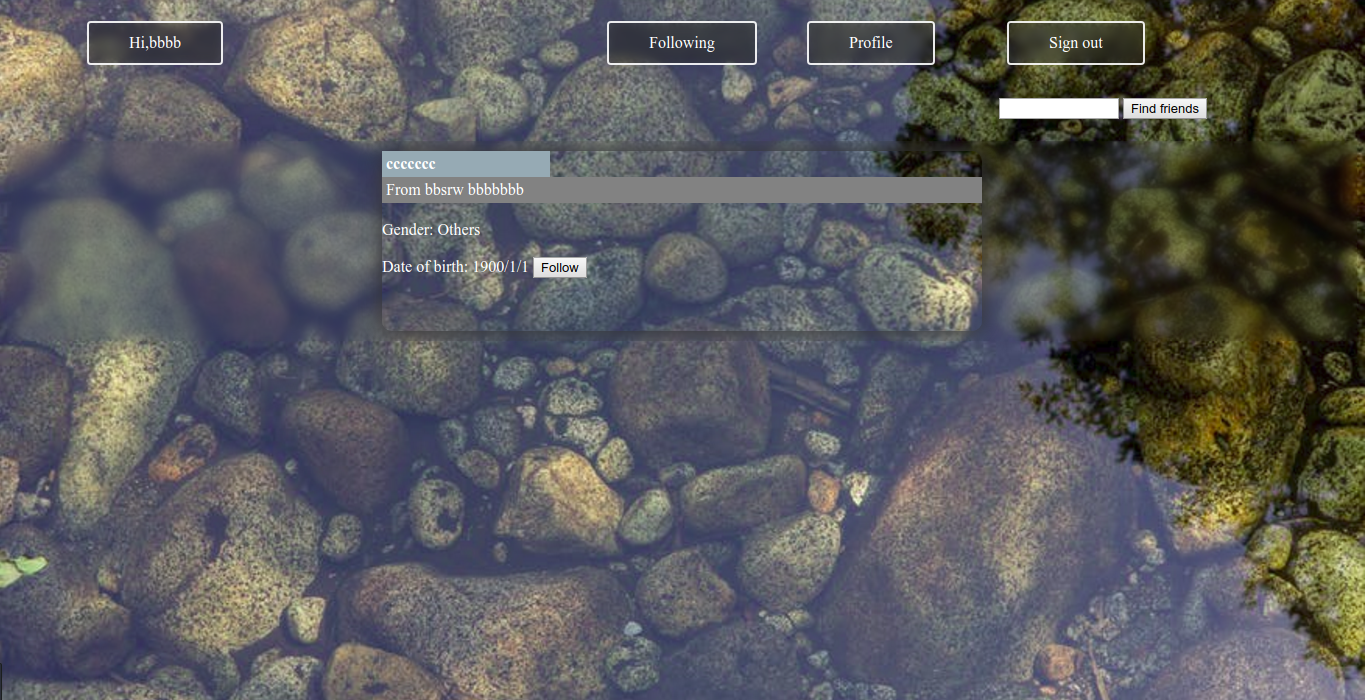 Hi,bbbb Following Profile Sign out
Find friends
ccccccc
From bbsrw bbbbbbb
Gender: Others
Date of birth: 1900/1/1 Follow